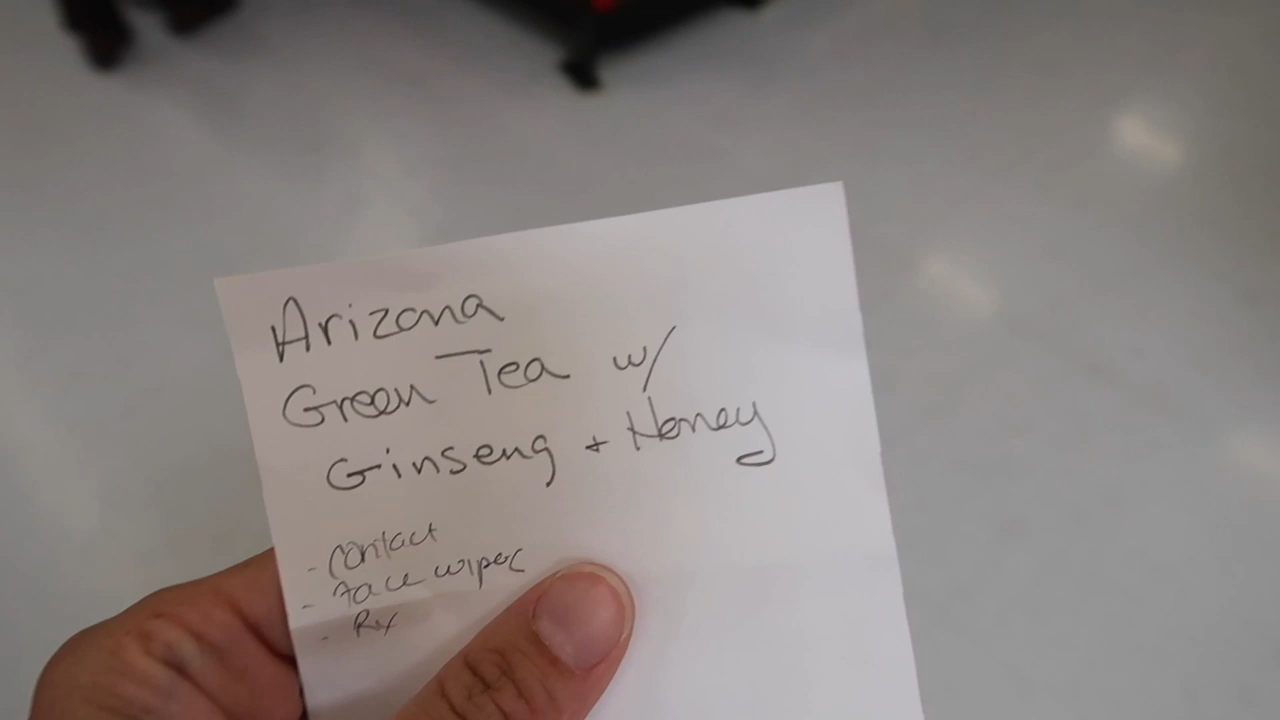 Arizona
Green Tea w/
Ginseng + Honey
- contact
- face wipes
- Rx